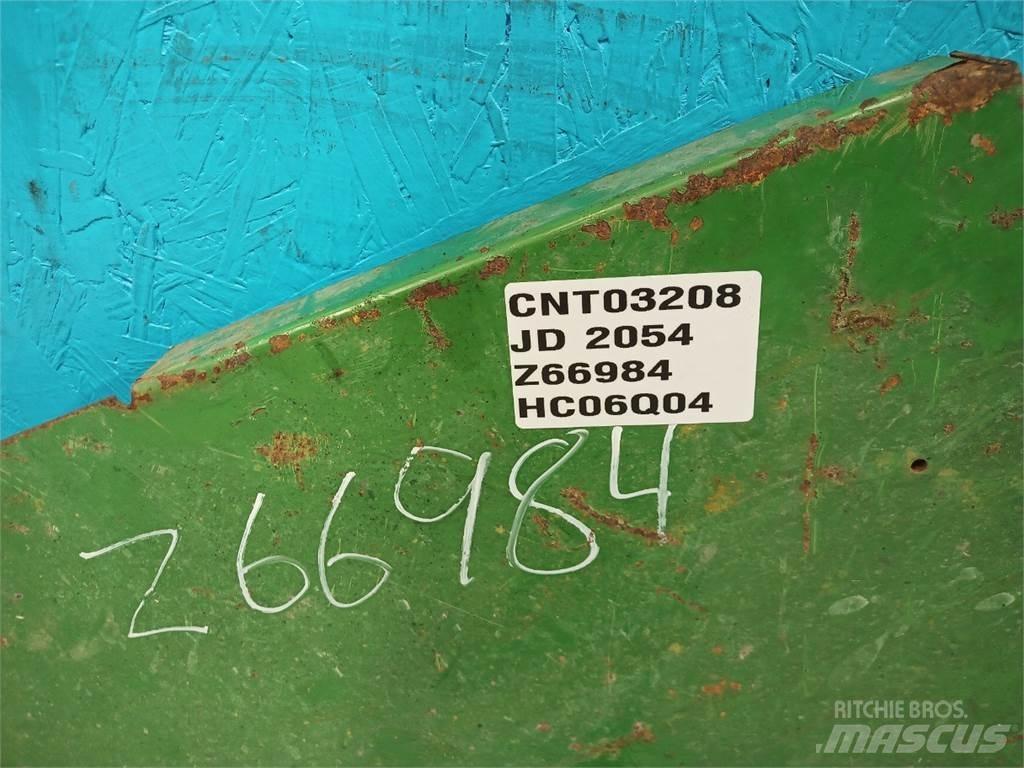 CNT03208
JD 2054
Z66984
HC06Q04
Z66984
RITCHIE BROS.
MASCUS